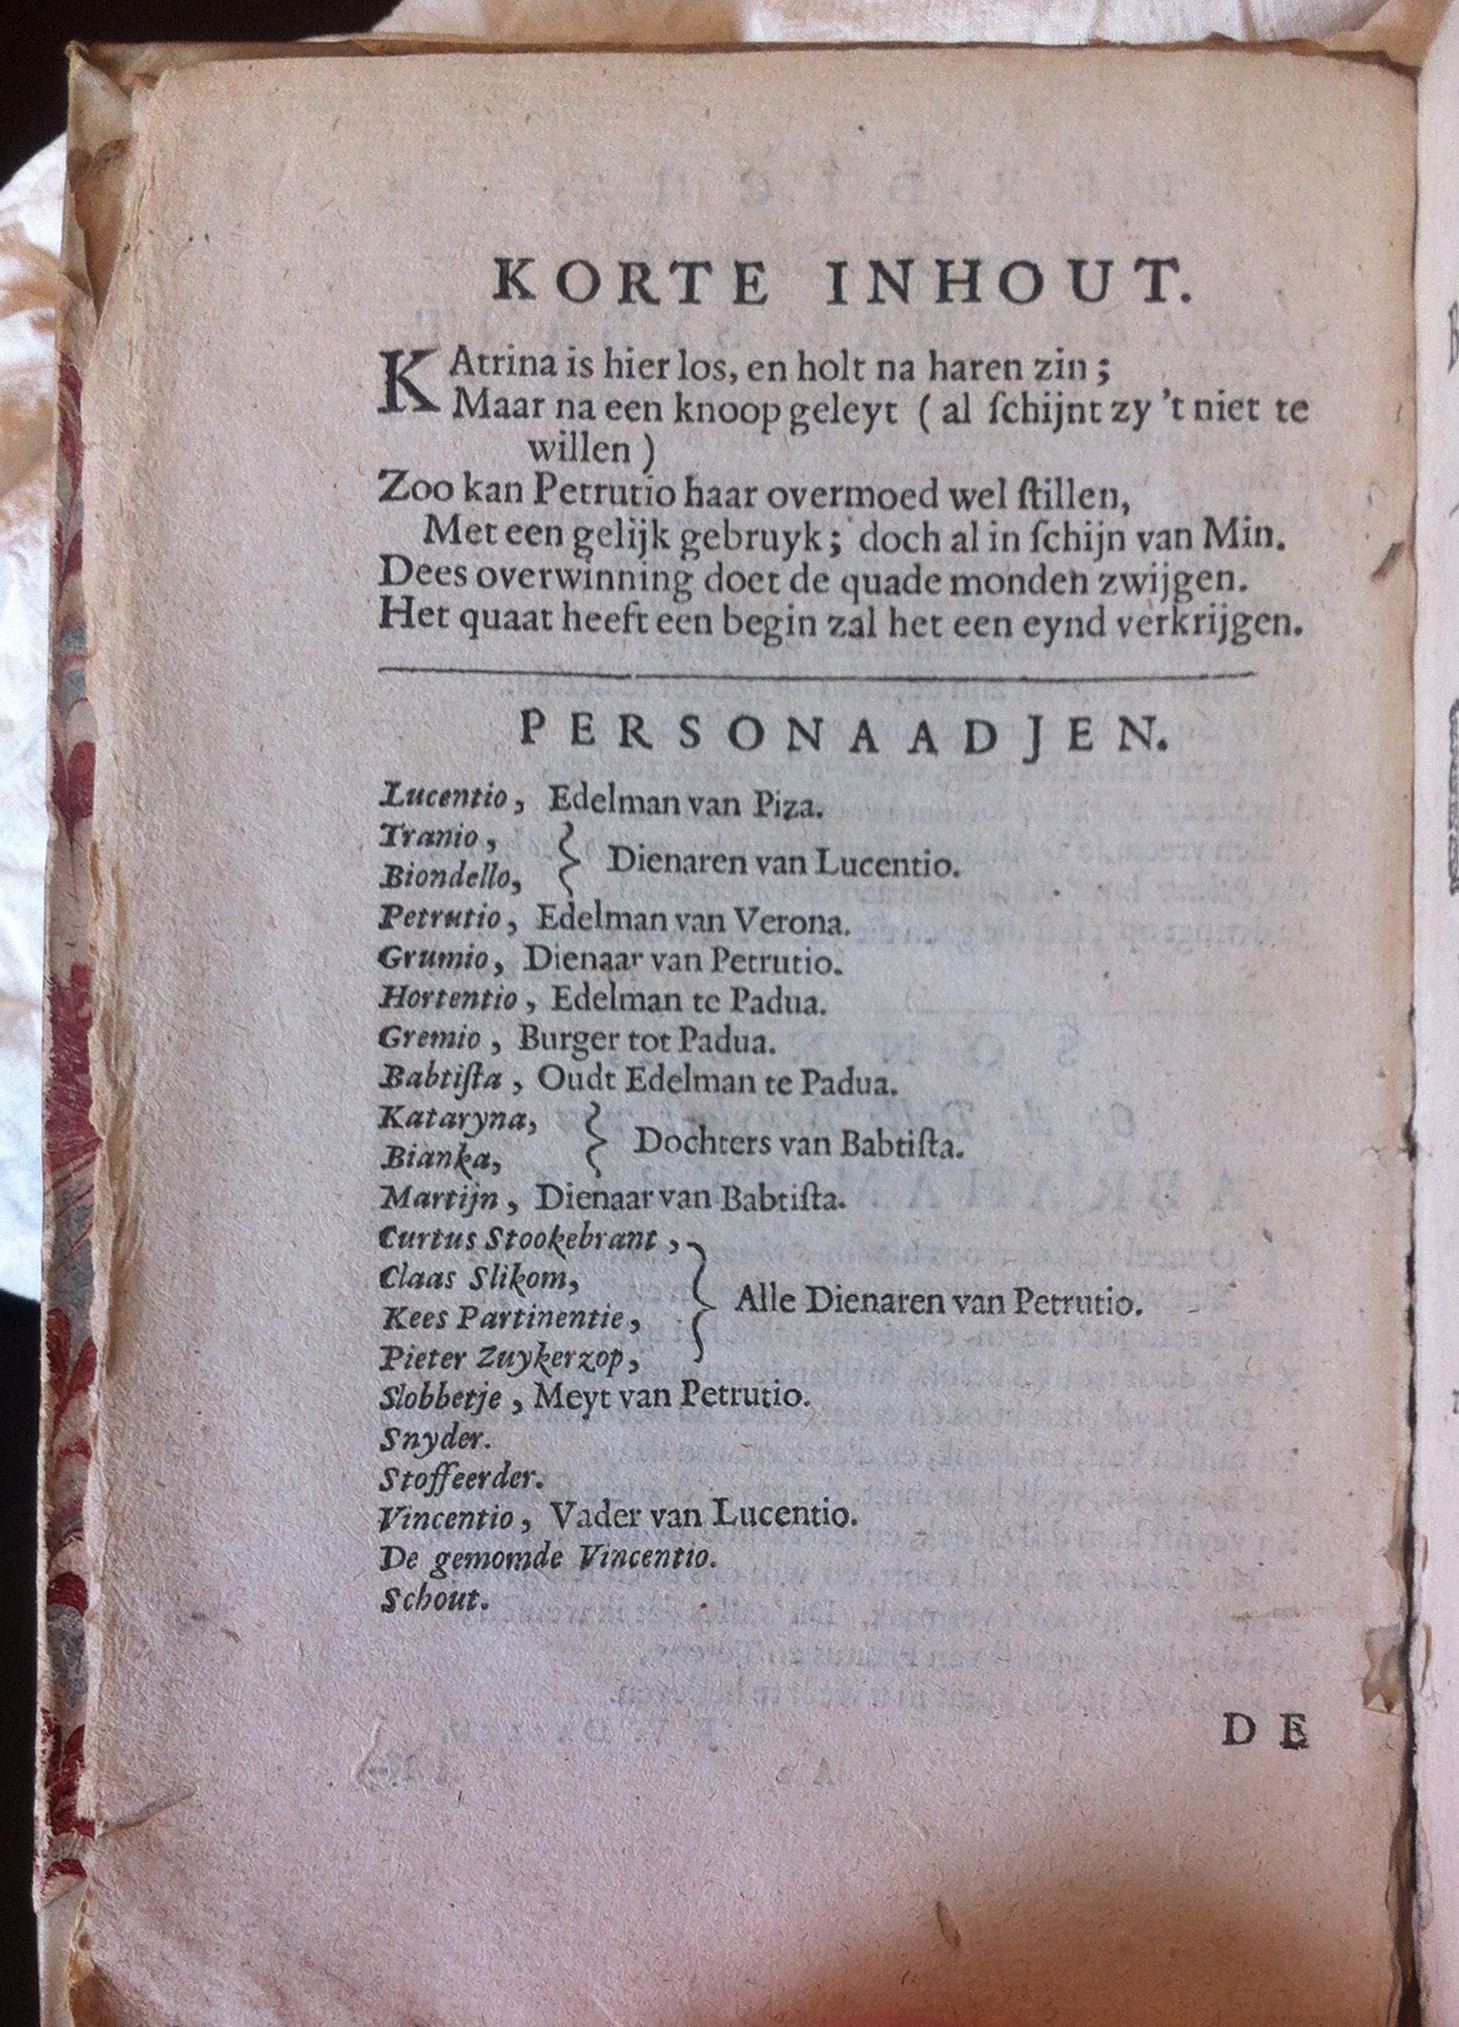 KORTE INHOUT.
KAtrina is hier los, en holt na haren zin;
Maar na een knoop geleyt (al ſchijnt zy 't niet te
willen)
Zoo kan Petrutio haar overmoed wel ſtillen,
Met een gelijk gebruyk; doch al in ſchijn van Min.
Dees overwinning doet de quade monden zwijgen.
Het quaat heeft een begin zal het een eynd verkrijgen.
PERSONAADJEN.
Lucentio, Edelman van Piza.
Tranio,
Biondello, } Dienaren van Lucentio.
Petrutio, Edelman van Verona.
Grumio, Dienaar van Petrutio.
Hortentio, Edelman te Padua.
Gremio, Burger tot Padua.
Babtiſta, Oudt Edelman te Padua.
Kataryna,
Bianka, } Dochters van Babtiſta.
Martijn, Dienaar van Babtiſta.
Curtus Stookebrant,
Claas Slikom,
Kees Partinentie, } Alle Dienaren van Petrutio.
Pieter Zuykerzop,
Slobbetje, Meyt van Petrutio.
Snyder.
Stoffeerder.
Vincentio, Vader van Lucentio.
De gemomde Vincentio.
Schout.
DE